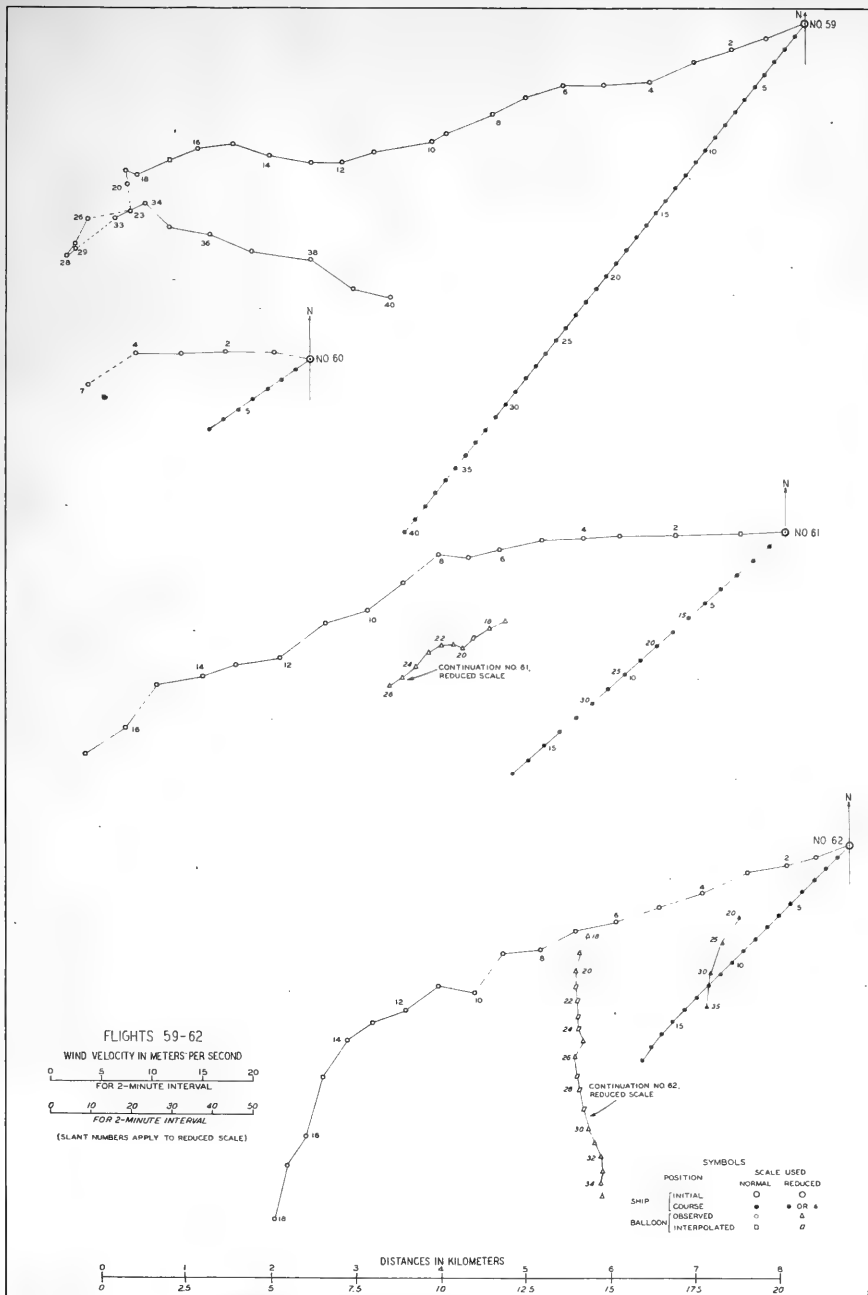 N
NO 59
2
4
6
8
10
12
14
16
18
20
23
26
28
29
33
34
36
38
40
5
10
15
20
25
30
35
40
N
NO 60
2
4
7
5
N
NO 61
2
4
6
8
10
12
14
16
5
10
15
15
20
25
30
18
20
22
24
26
CONTINUATION NO 61,
REDUCED SCALE
N
NO 62
2
4
6
8
10
12
14
16
18
5
10
15
20
25
30
35
18
20
22
24
26
28
30
32
34
CONTINUATION NO 62,
REDUCED SCALE
FLIGHTS 59-62
WIND VELOCITY IN METERS PER SECOND
0 5 10 15 20
FOR 2-MINUTE INTERVAL
0 10 20 30 40 50
FOR 2-MINUTE INTERVAL
(SLANT NUMBERS APPLY TO REDUCED SCALE)
SYMBOLS
POSITION SCALE USED
NORMAL REDUCED
SHIP INITIAL
COURSE OR
BALLOON OBSERVED
INTERPOLATED
DISTANCES IN KILOMETERS
0 1 2 3 4 5 6 7 8
0 2.5 5 7.5 10 12.5 15 17.5 20